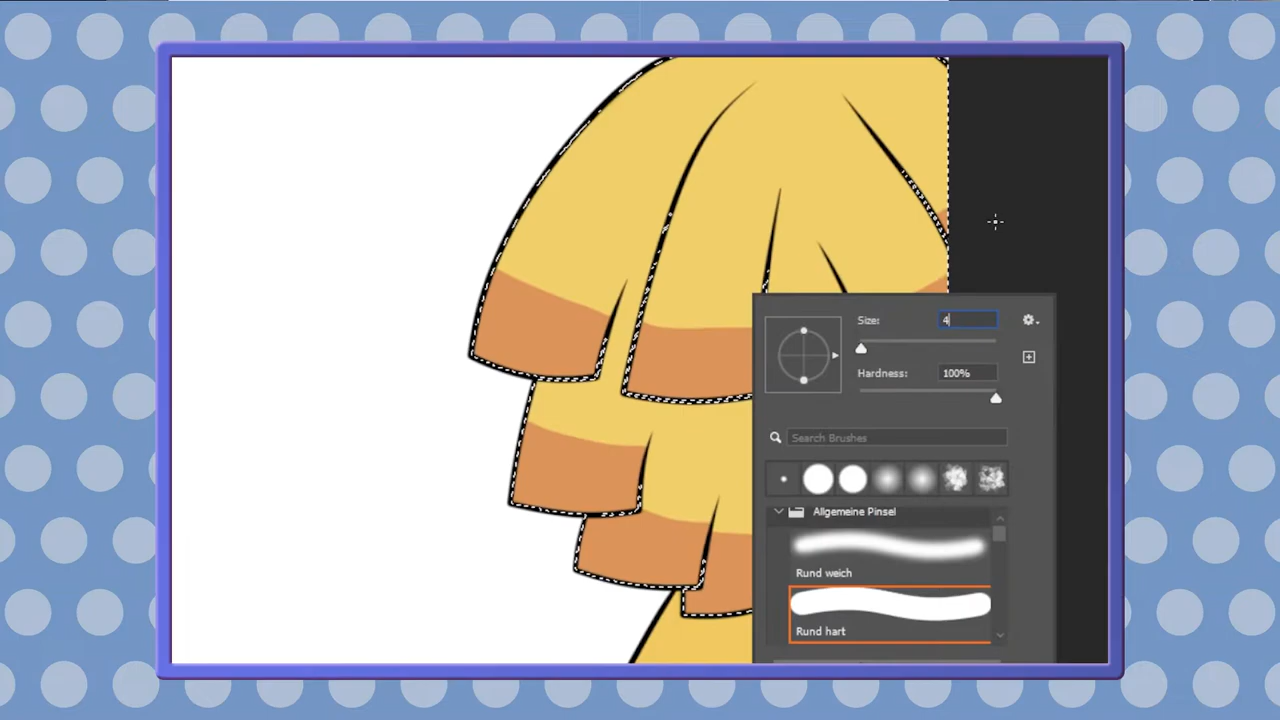 Size:
4
Hardness:
100%
Search Brushes
Allgemeine Pinsel
Rund weich
Rund hart